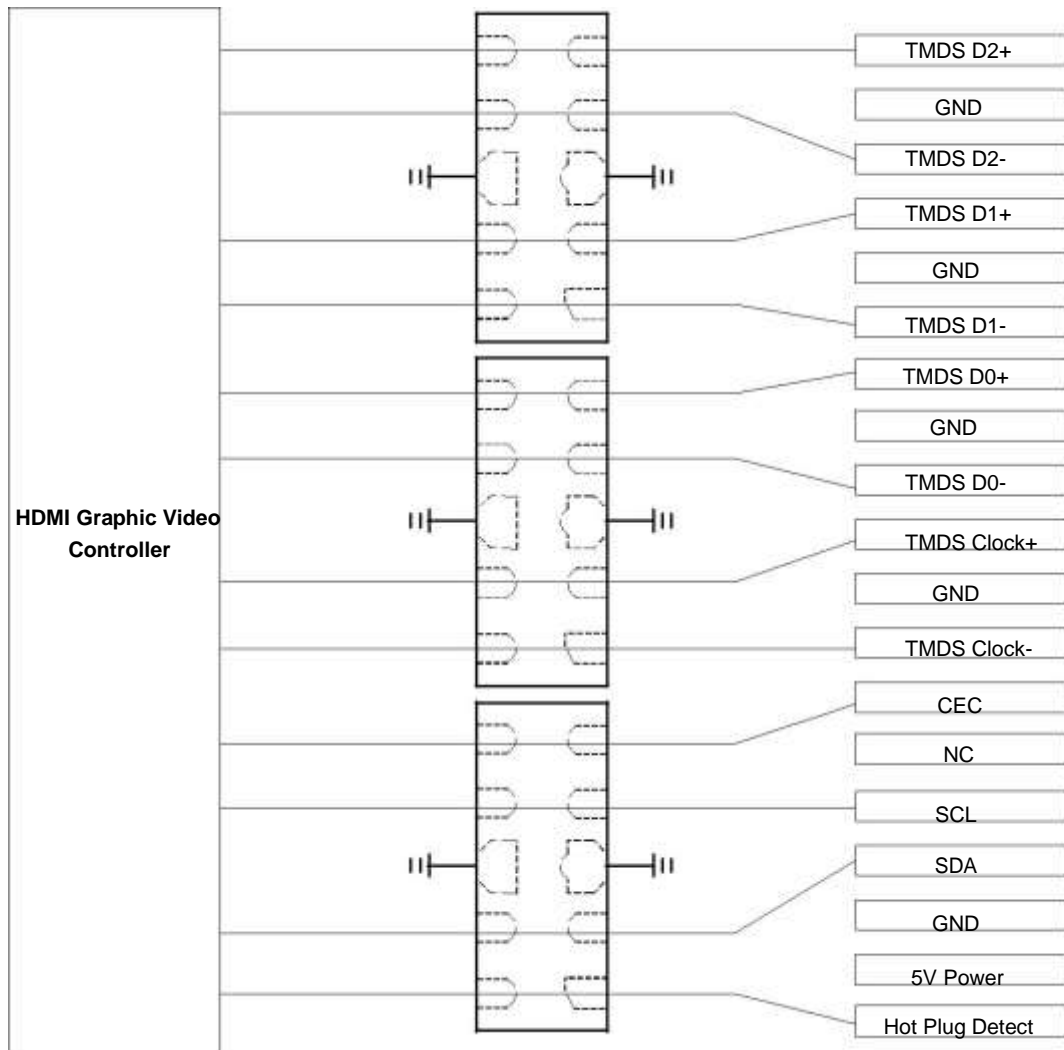 TMDS D2+
GND
TMDS D2-
TMDS D1+
GND
TMDS D1-
TMDS D0+
GND
TMDS D0-
HDMI Graphic Video
Controller
TMDS Clock+
GND
TMDS Clock-
CEC
NC
SCL
SDA
GND
5V Power
Hot Plug Detect